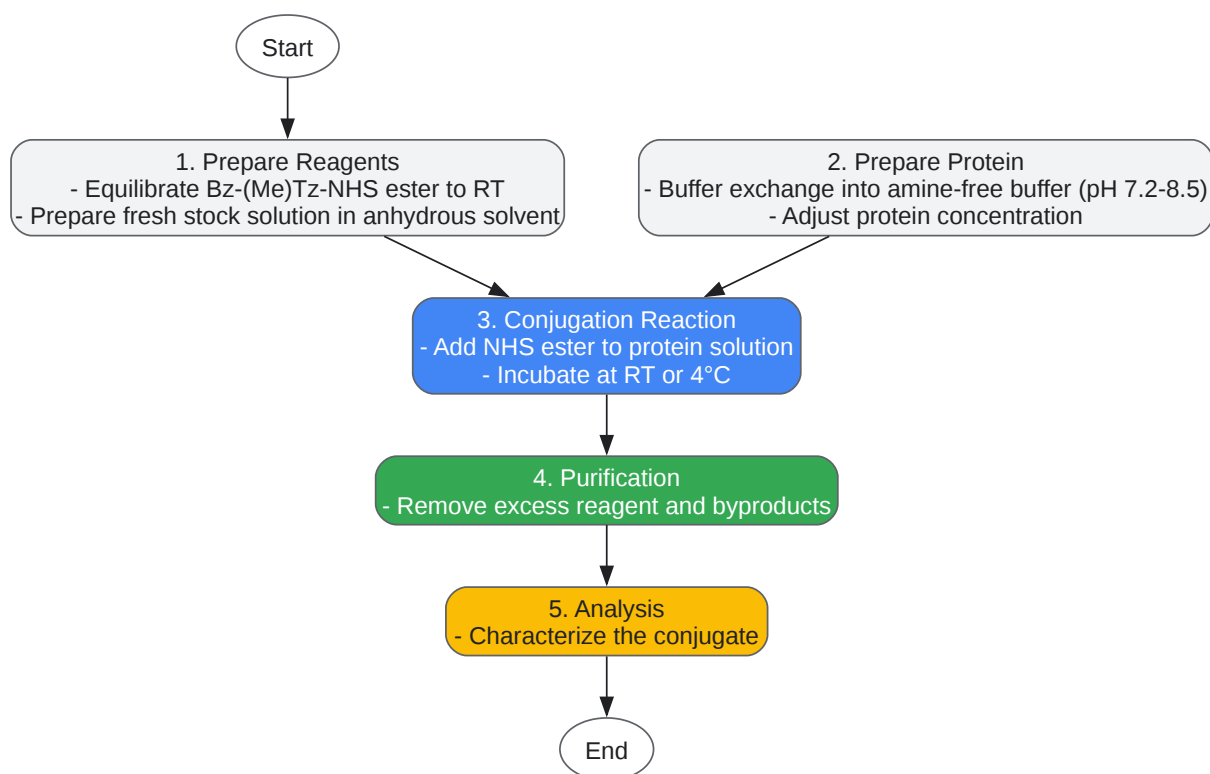 Start
1. Prepare Reagents
- Equilibrate Bz-(Me)Tz-NHS ester to RT
- Prepare fresh stock solution in anhydrous solvent
2. Prepare Protein
- Buffer exchange into amine-free buffer (pH 7.2-8.5)
- Adjust protein concentration
3. Conjugation Reaction
- Add NHS ester to protein solution
- Incubate at RT or 4°C
4. Purification
- Remove excess reagent and byproducts
5. Analysis
- Characterize the conjugate
End